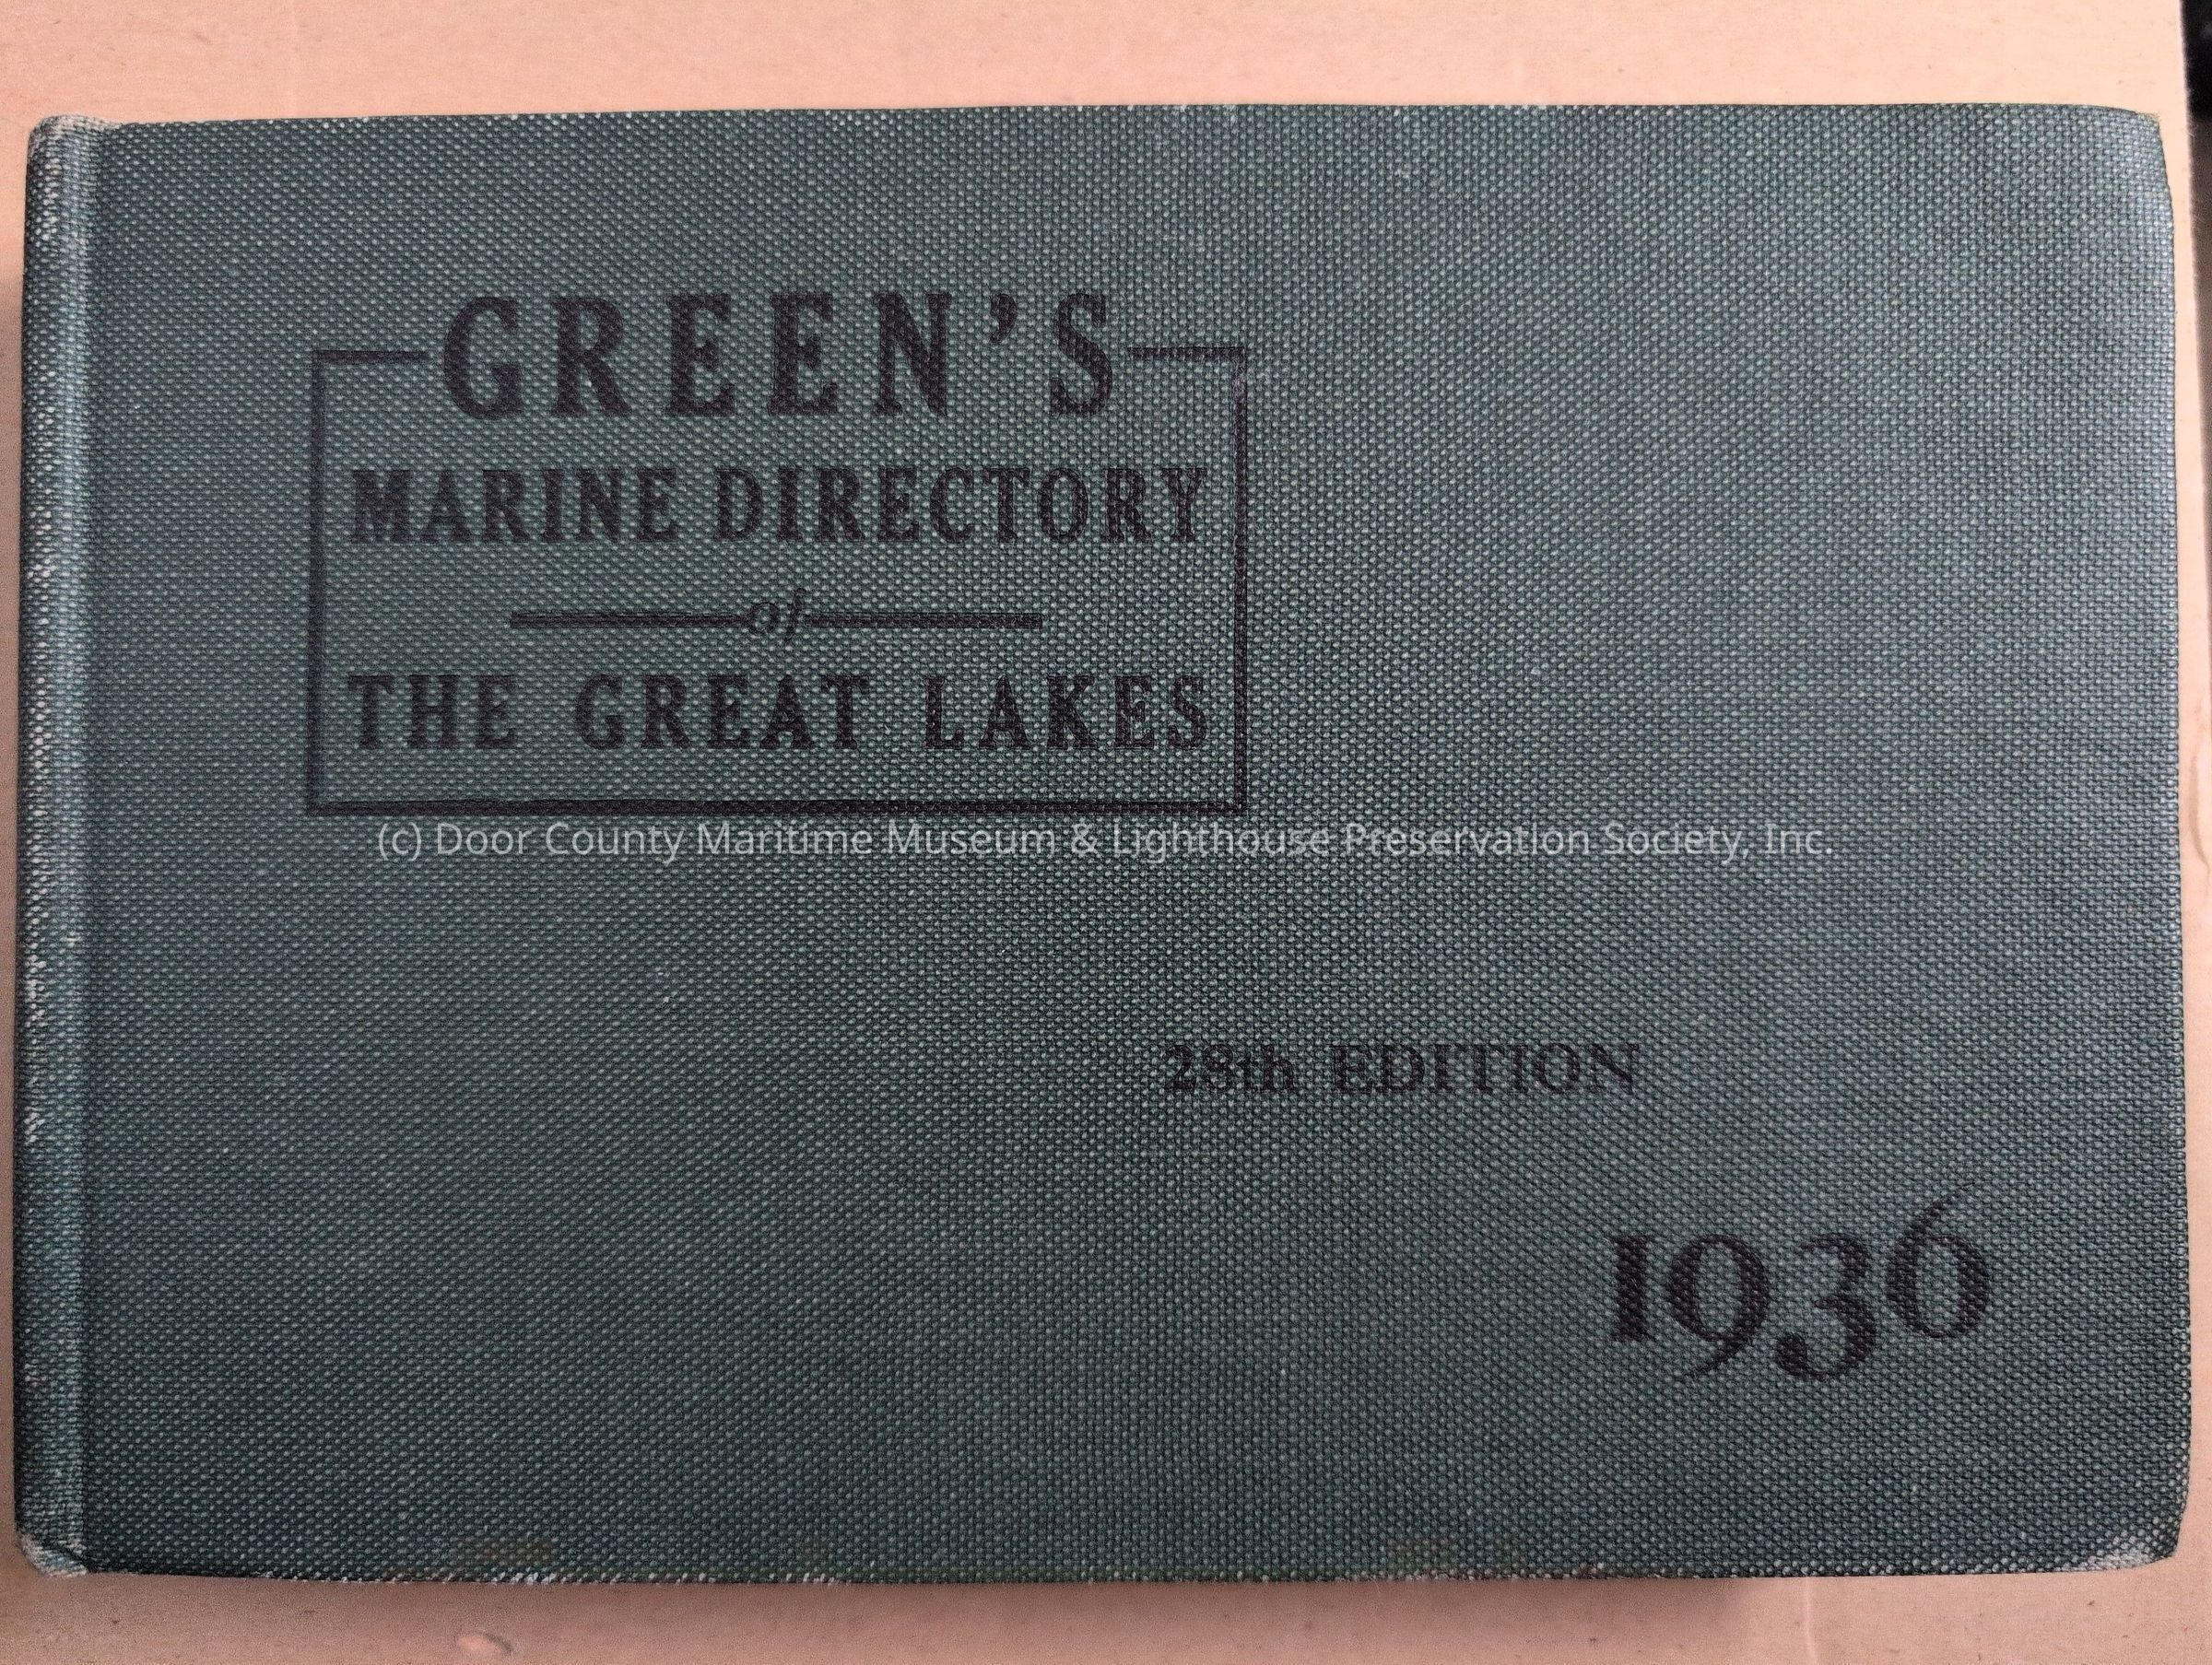 GREEN'S
MARINE DIRECTORY
of
THE GREAT LAKES
(c) Door County Maritime Museum & Lighthouse Preservation Society, Inc.
28th EDITION
1936